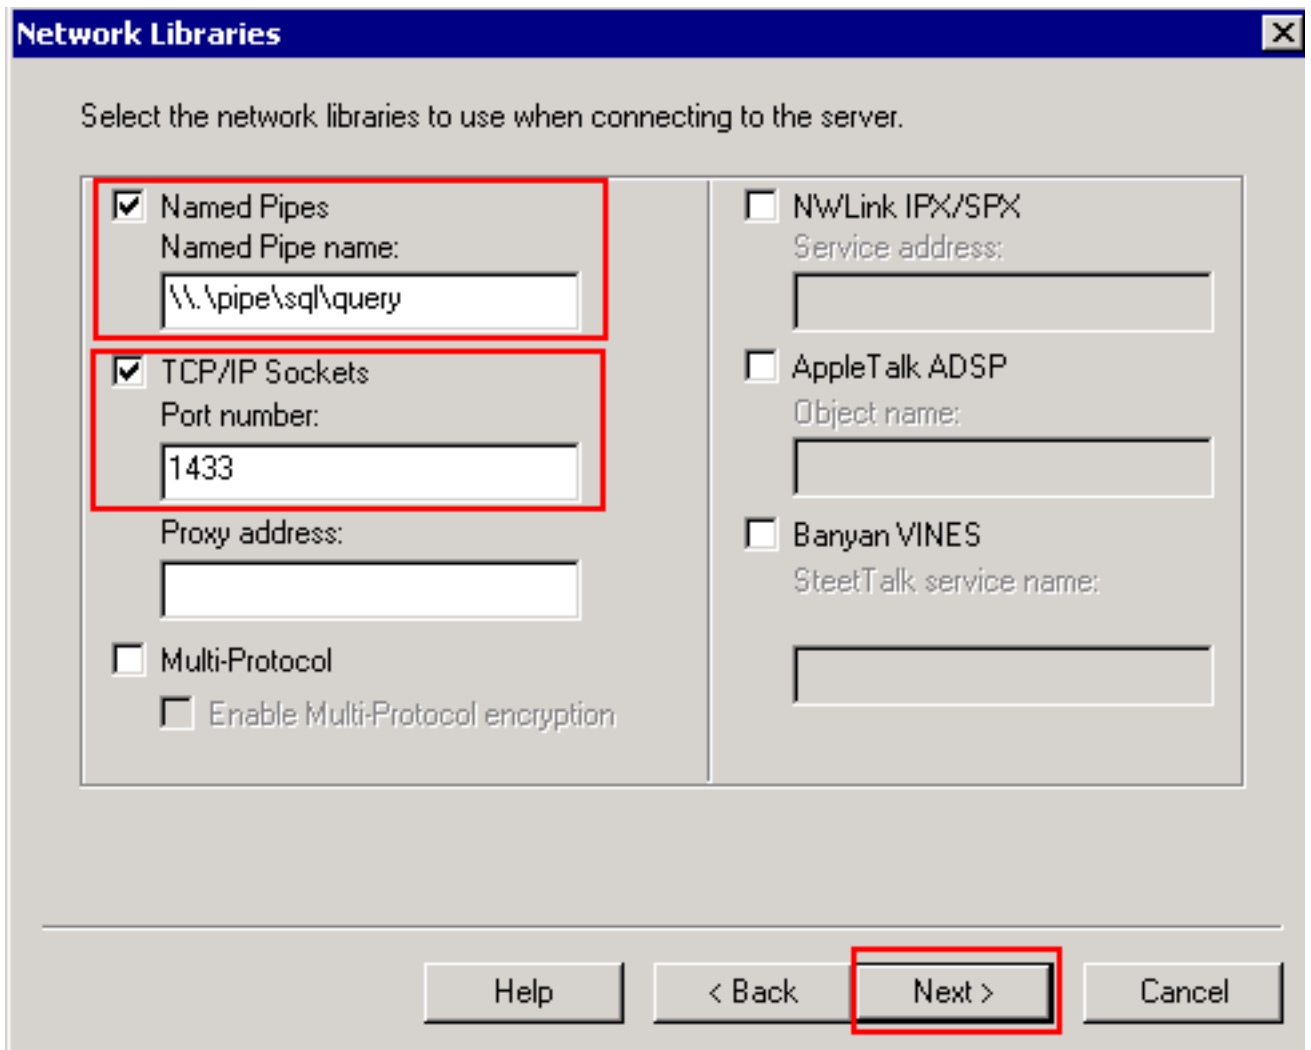 Network Libraries
Select the network libraries to use when connecting to the server.
Named Pipes
Named Pipe name:
\\.\pipe\sql\query
TCP/IP Sockets
Port number:
1433
Proxy address:
Multi-Protocol
Enable Multi-Protocol encryption
NWLink IPX/SPX
Service address:
AppleTalk ADSP
Object name:
Banyan VINES
SteetTalk service name:
Help
< Back
Next >
Cancel